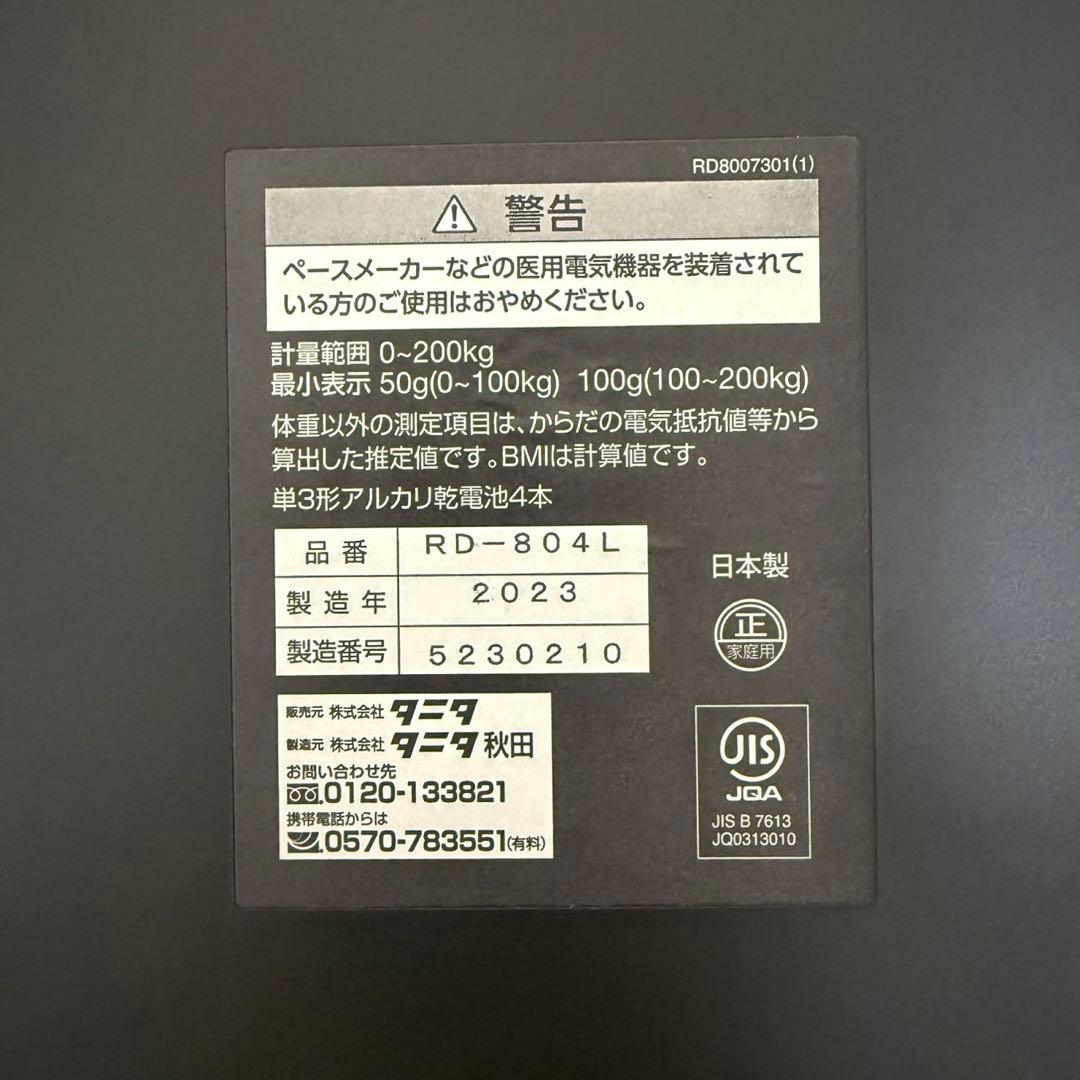 RD8007301(1)
警告
ペースメーカーなどの医用電気機器を装着されて
いる方のご使用はおやめください。
計量範囲 0~200kg
最小表示 50g(0~100kg) 100g(100~200kg)
体重以外の測定項目は、からだの電気抵抗値等から
算出した推定値です。BMIは計算値です。
単3形アルカリ乾電池4本
品番 RD-804L
製造年 2023
製造番号 5230210
日本製
正
家庭用
販売元 株式会社 タニタ
製造元 株式会社 タニタ秋田
お問い合わせ先
0120-133821
携帯電話からは
0570-783551(有料)
JIS
JQA
JIS B 7613
JQ0313010